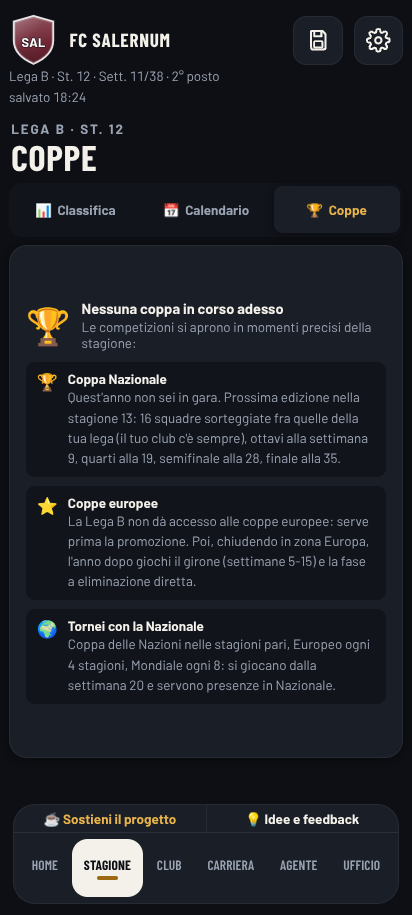 SAL
FC SALERNUM
Lega B · St. 12 · Sett. 11/38 · 2° posto
salvato 18:24
LEGA B · ST. 12
COPPE
📊 Classifica
📅 Calendario
🏆 Coppe
Nessuna coppa in corso adesso
Le competizioni si aprono in momenti precisi della
stagione:
Coppa Nazionale
Quest'anno non sei in gara. Prossima edizione nella
stagione 13: 16 squadre sorteggiate fra quelle della
tua lega (il tuo club c'è sempre), ottavi alla settimana
9, quarti alla 19, semifinale alla 28, finale alla 35.
Coppe europee
La Lega B non dà accesso alle coppe europee: serve
prima la promozione. Poi, chiudendo in zona Europa,
l'anno dopo giochi il girone (settimane 5-15) e la fase
a eliminazione diretta.
Tornei con la Nazionale
Coppa delle Nazioni nelle stagioni pari, Europeo ogni
4 stagioni, Mondiale ogni 8: si giocano dalla
settimana 20 e servono presenze in Nazionale.
☕ Sostieni il progetto
💡 Idee e feedback
HOME
STAGIONE
CLUB
CARRIERA
AGENTE
UFFICIO